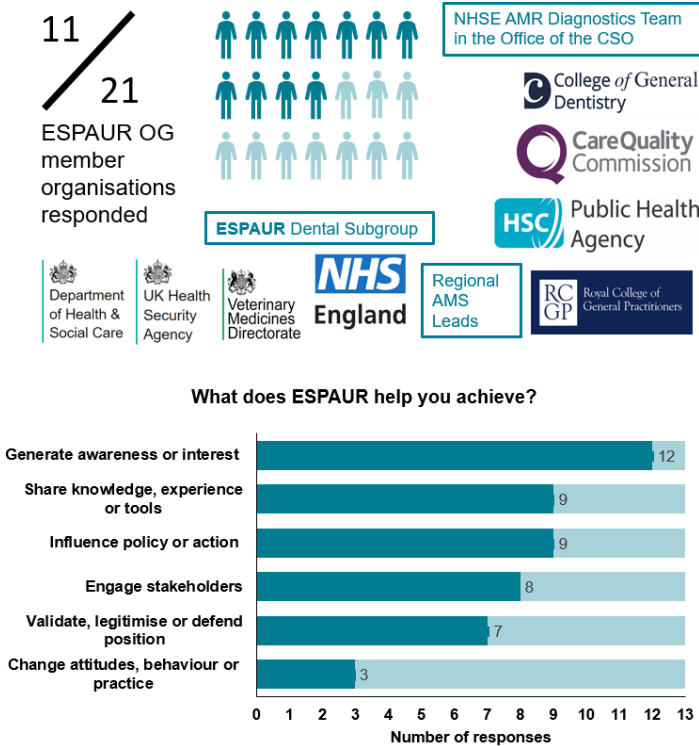 11
21
ESPAUR OG
member
organisations
responded
NHSE AMR Diagnostics Team
in the Office of the CSO
College of General
Dentistry
CareQuality
Commission
HSC
Public Health
Agency
ESPAUR Dental Subgroup
Department
of Health &
Social Care
UK Health
Security
Agency
Veterinary
Medicines
Directorate
NHS
England
Regional
AMS
Leads
RC
GP
Royal College of
General Practitioners
What does ESPAUR help you achieve?
Generate awareness or interest
12
Share knowledge, experience
or tools
9
Influence policy or action
9
Engage stakeholders
8
Validate, legitimise or defend
position
7
Change attitudes, behaviour or
practice
3
0 1 2 3 4 5 6 7 8 9 10 11 12 13
Number of responses